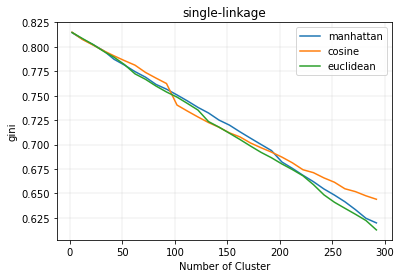 single-linkage
0.825
0.800
0.775
0.750
0.725
0.700
0.675
0.650
0.625
gini
manhattan
cosine
euclidean
0 50 100 150 200 250 300
Number of Cluster